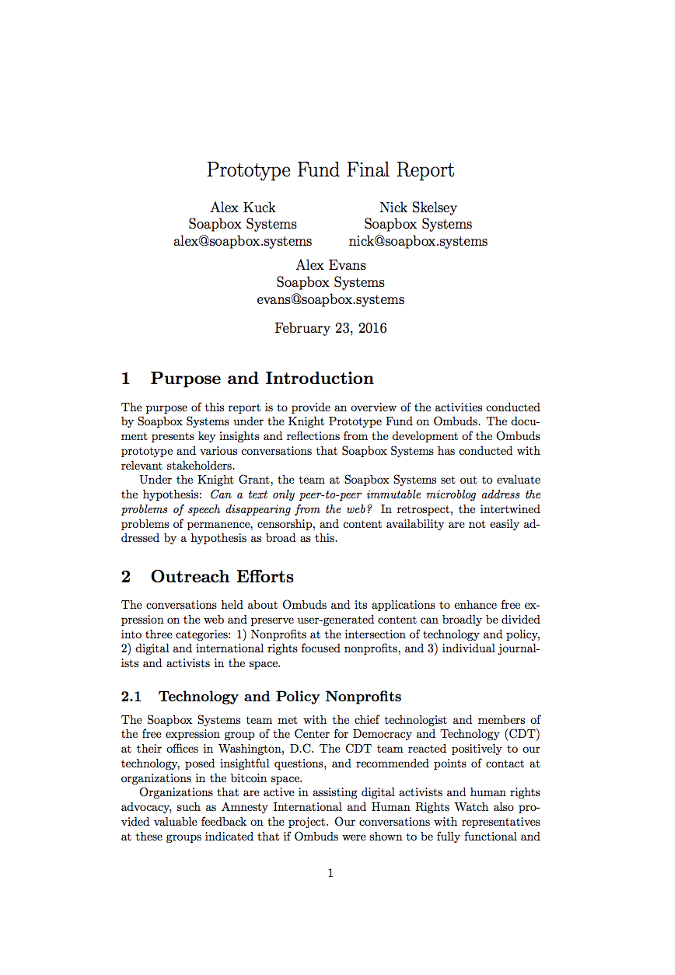 Prototype Fund Final Report
Alex Kuck
Soapbox Systems
alex@soapbox.systems
Nick Skelsey
Soapbox Systems
nick@soapbox.systems
Alex Evans
Soapbox Systems
evans@soapbox.systems
February 23, 2016
1 Purpose and Introduction
The purpose of this report is to provide an overview of the activities conducted
by Soapbox Systems under the Knight Prototype Fund on Ombuds. The docu-
ment presents key insights and reflections from the development of the Ombuds
prototype and various conversations that Soapbox Systems has conducted with
relevant stakeholders.
Under the Knight Grant, the team at Soapbox Systems set out to evaluate
the hypothesis: Can a text only peer-to-peer immutable microblog address the
problems of speech disappearing from the web? In retrospect, the intertwined
problems of permanence, censorship, and content availability are not easily ad-
dressed by a hypothesis as broad as this.
2 Outreach Efforts
The conversations held about Ombuds and its applications to enhance free ex-
pression on the web and preserve user-generated content can broadly be divided
into three categories: 1) Nonprofits at the intersection of technology and policy,
2) digital and international rights focused nonprofits, and 3) individual journal-
ists and activists in the space.
2.1 Technology and Policy Nonprofits
The Soapbox Systems team met with the chief technologist and members of
the free expression group of the Center for Democracy and Technology (CDT)
at their offices in Washington, D.C. The CDT team reacted positively to our
technology, posed insightful questions, and recommended points of contact at
organizations in the bitcoin space.
Organizations that are active in assisting digital activists and human rights
advocacy, such as Amnesty International and Human Rights Watch also pro-
vided valuable feedback on the project. Our conversations with representatives
at these groups indicated that if Ombuds were shown to be fully functional and
1